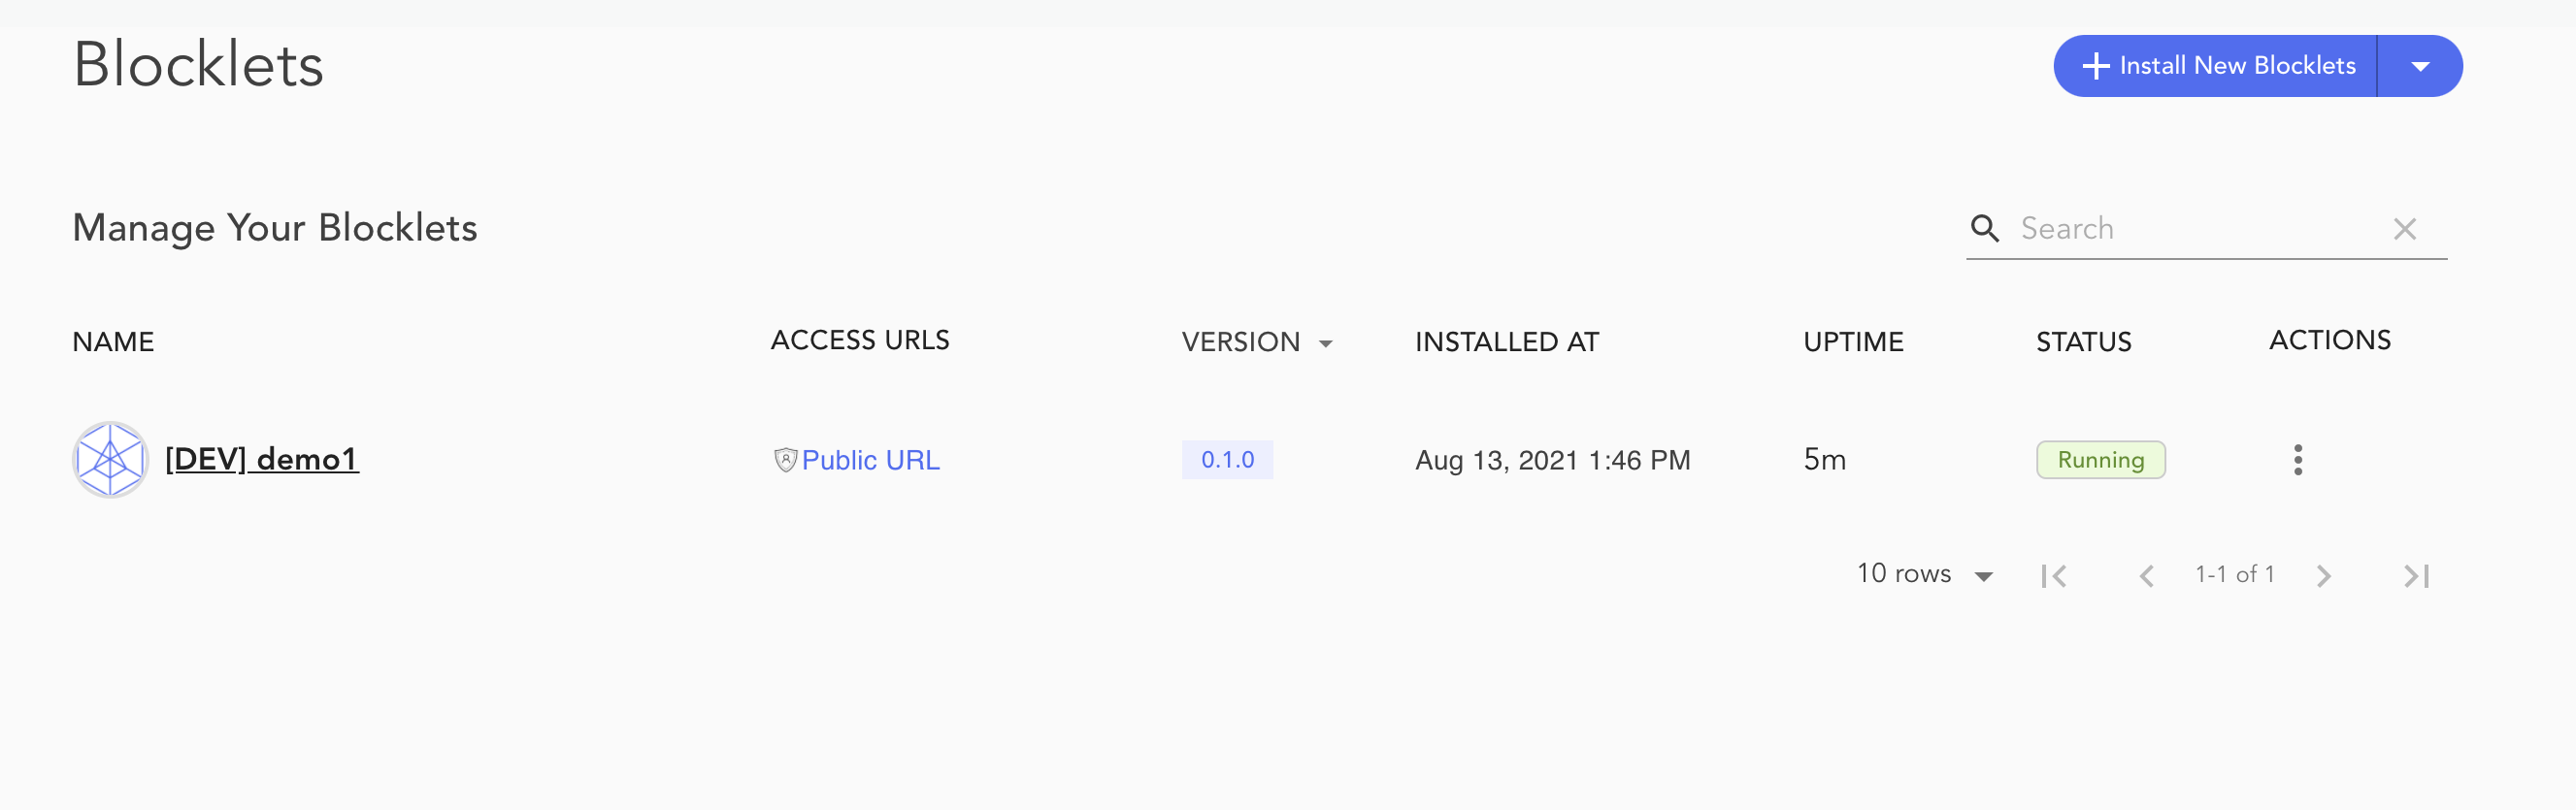 Blocklets
Install New Blocklets
Manage Your Blocklets
Search
NAME ACCESS URLS VERSION INSTALLED AT UPTIME STATUS ACTIONS
[DEV] demo1 Public URL 0.1.0 Aug 13, 2021 1:46 PM 5m Running
10 rows 1-1 of 1